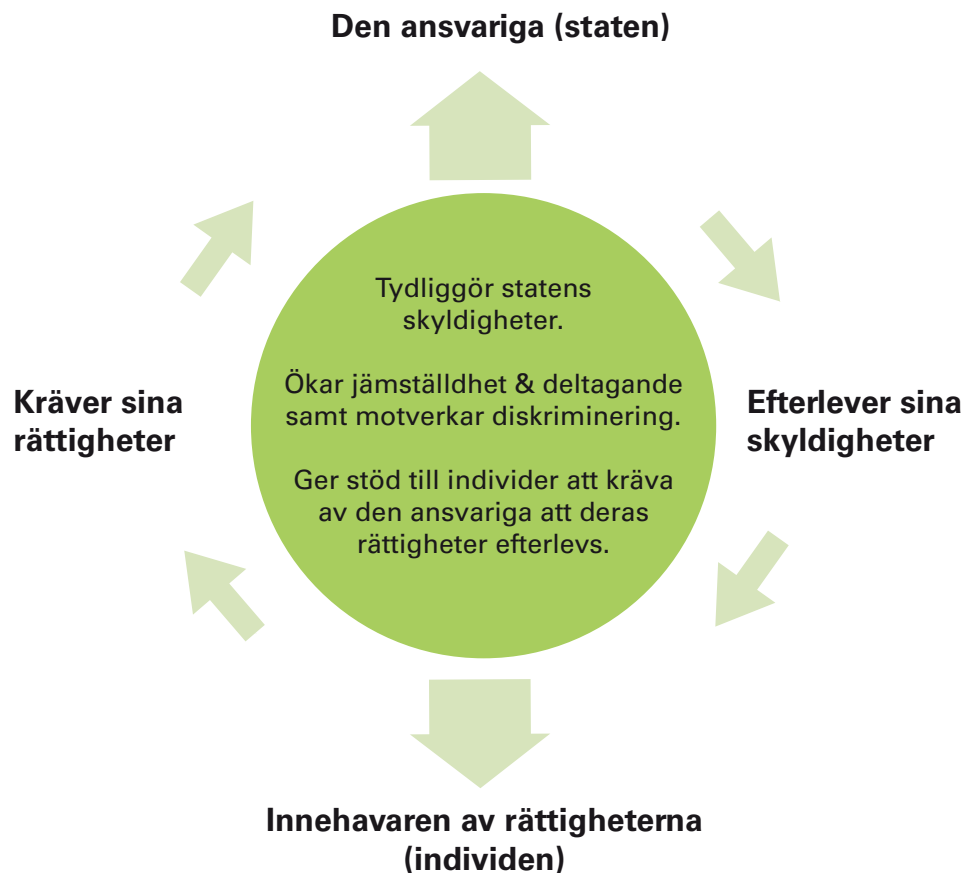 Den ansvariga (staten)
Tydliggör statens
skyldigheter.
Ökar jämställdhet & deltagande
samt motverkar diskriminering.
Ger stöd till individer att kräva
av den ansvariga att deras
rättigheter efterlevs.
Kräver sina
rättigheter
Efterlever sina
skyldigheter
Innehavaren av rättigheterna
(individen)